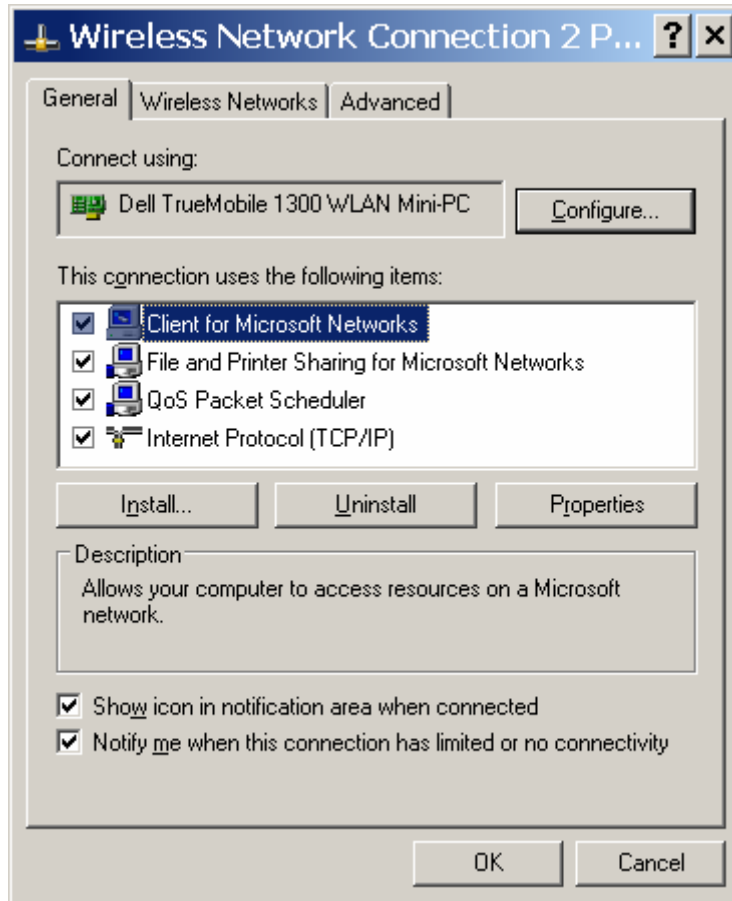 Wireless Network Connection 2 P... ?
General Wireless Networks Advanced
Connect using:
Dell TrueMobile 1300 WLAN Mini-PC Configure...
This connection uses the following items:
Client for Microsoft Networks
File and Printer Sharing for Microsoft Networks
QoS Packet Scheduler
Internet Protocol (TCP/IP)
Install... Uninstall Properties
Description
Allows your computer to access resources on a Microsoft
network.
Show icon in notification area when connected
Notify me when this connection has limited or no connectivity
OK Cancel